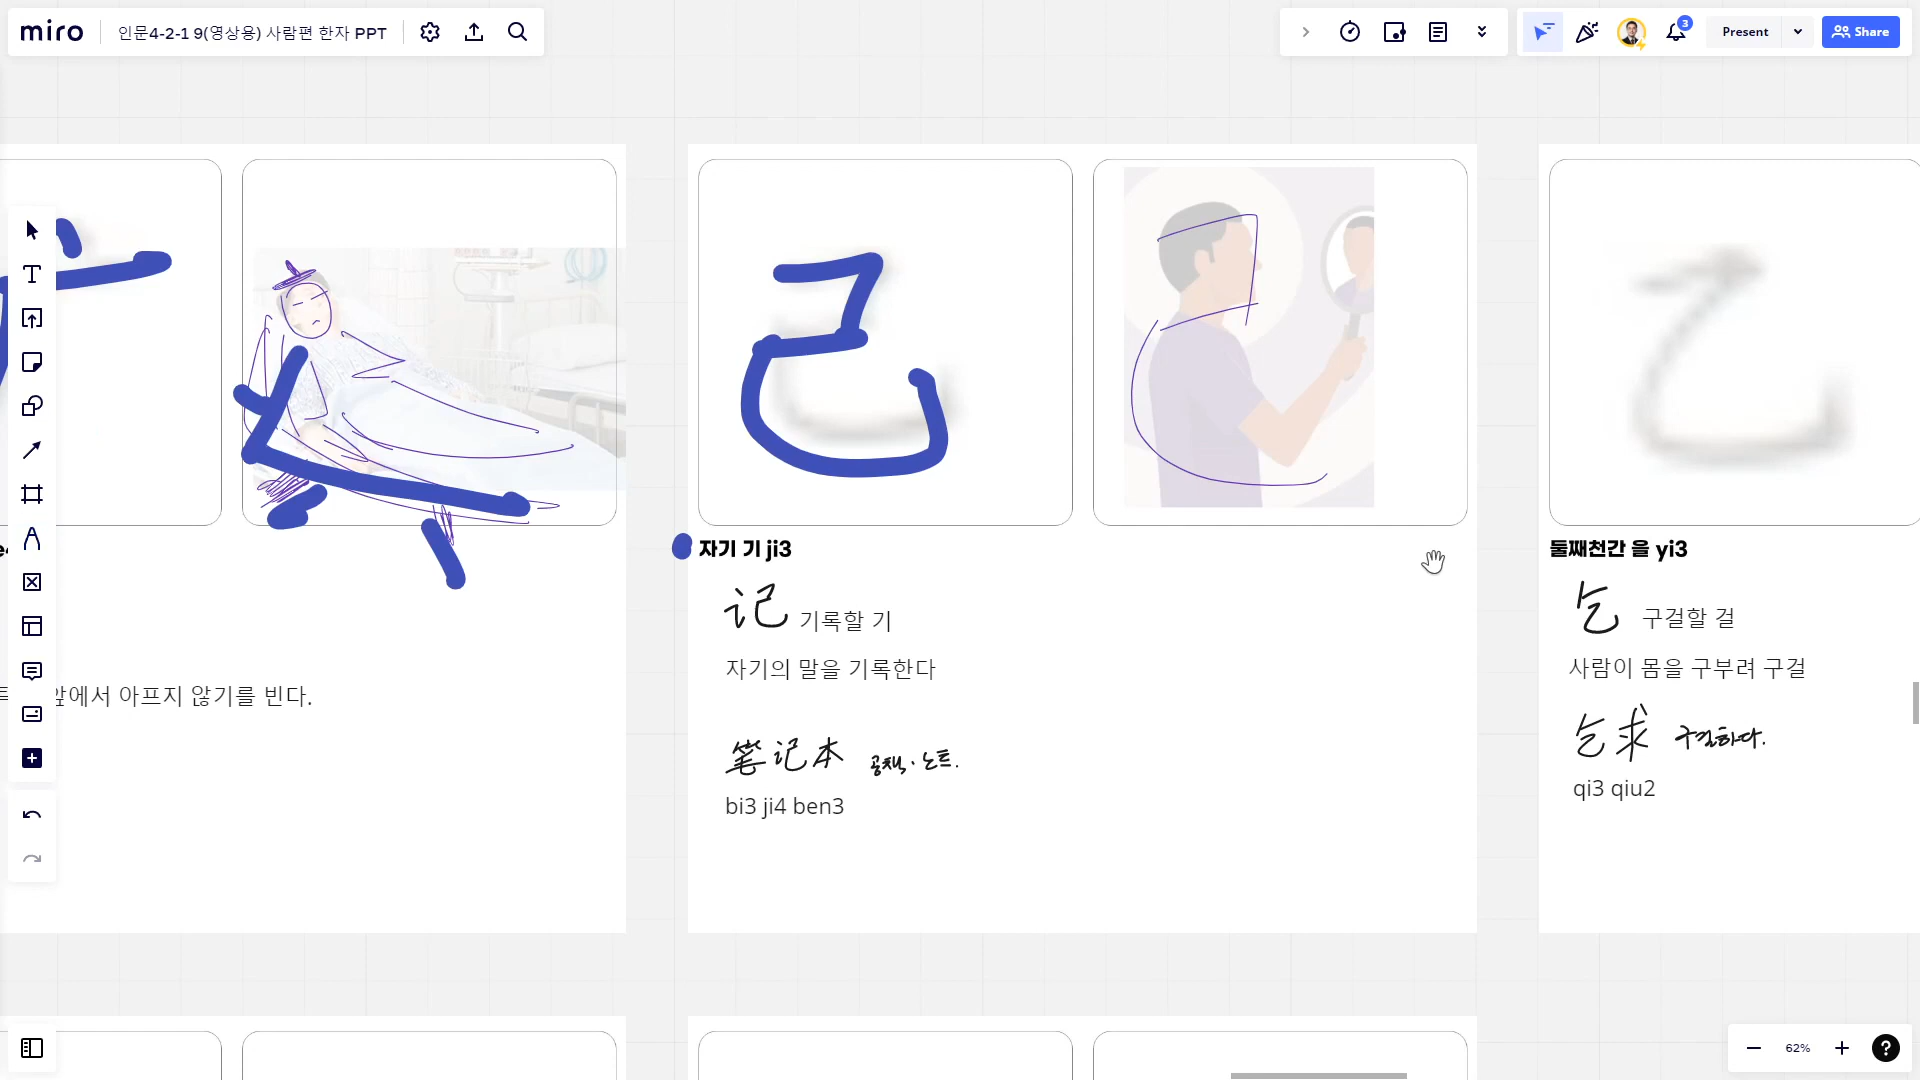 miro
인문4-2-1 9(영상용) 사람편 한자 PPT
3
Present
Share
己
자기 기 ji3
记 기록할 기
자기의 말을 기록한다
笔记本 공책·노트.
bi3 ji4 ben3
둘째천간 을 yi3
乞 구걸할 걸
사람이 몸을 구부려 구걸
乞求 구걸하다.
qi3 qiu2
앞에서 아프지 않기를 빈다.
62%